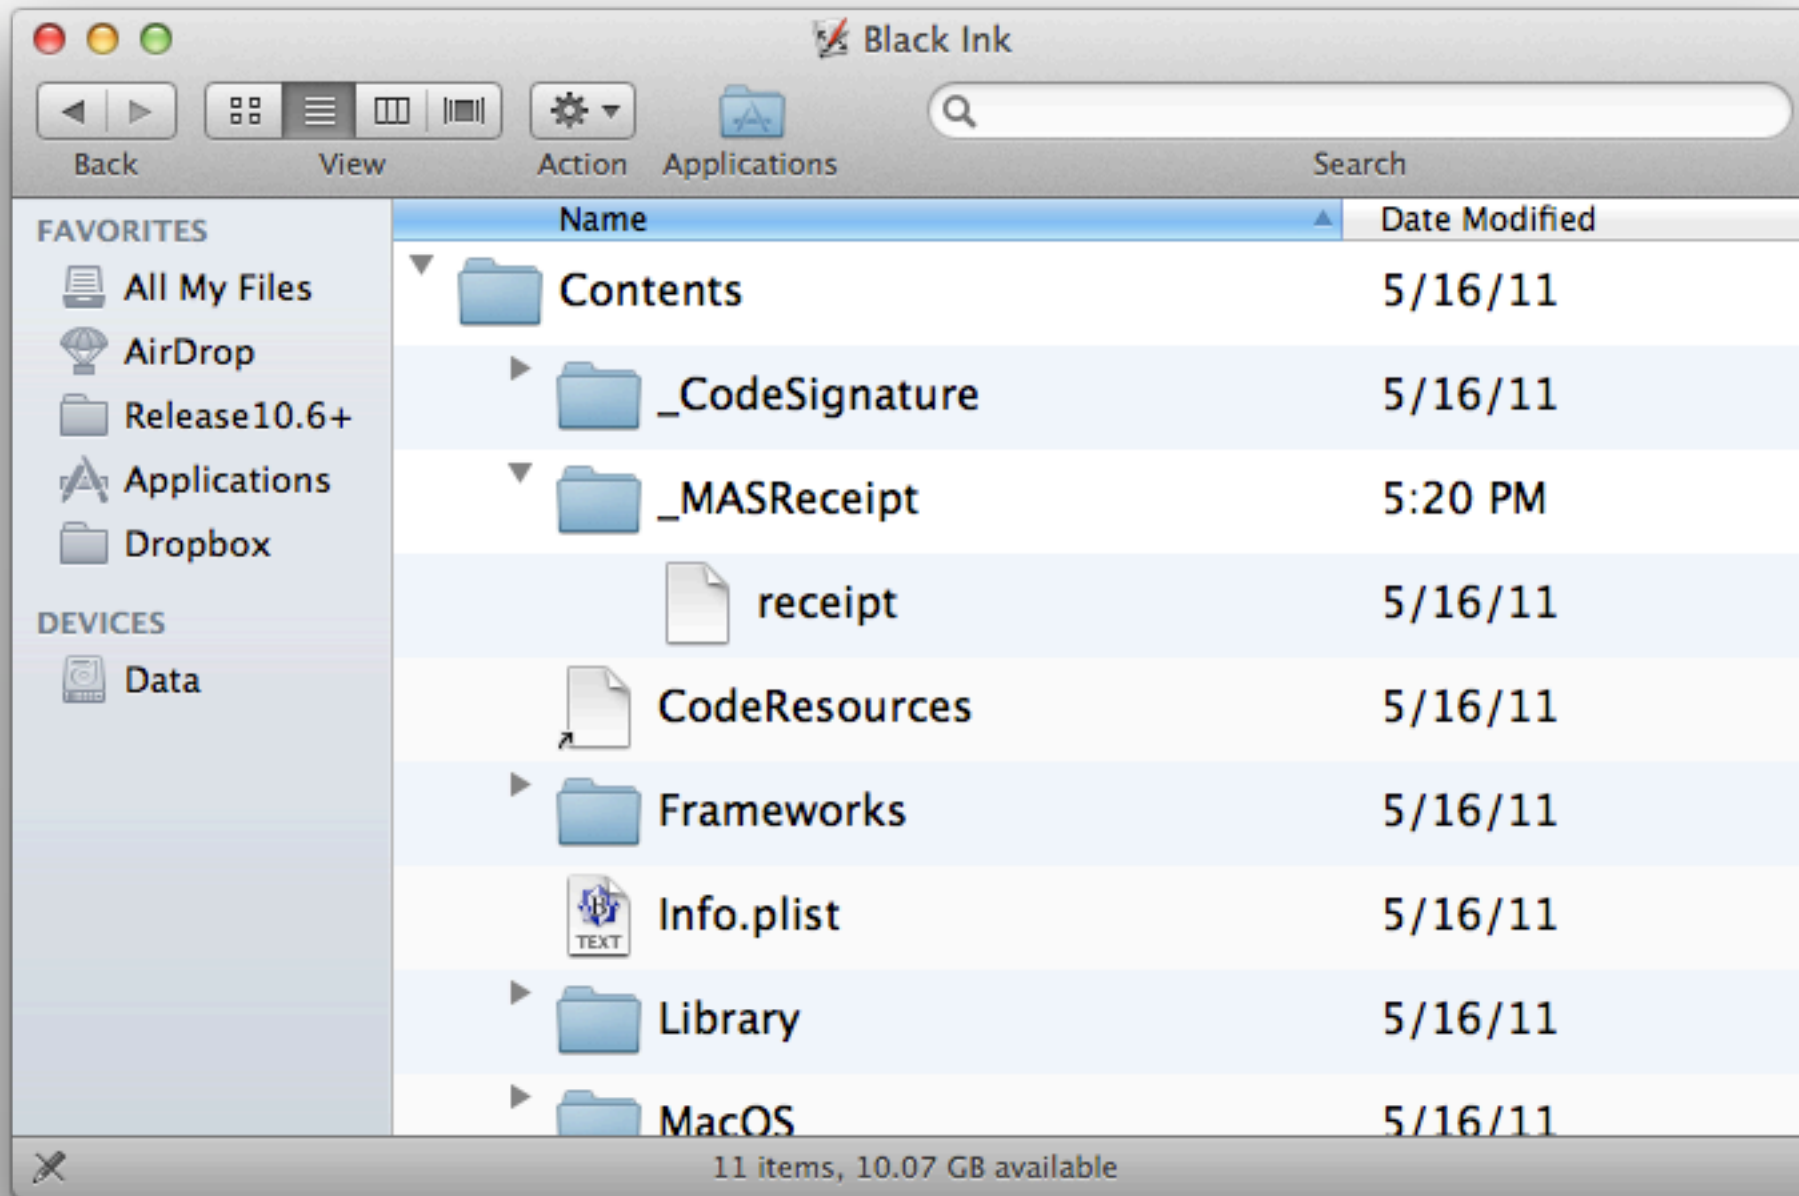 Black Ink
Back View Action Applications Search
Name Date Modified
FAVORITES
All My Files
AirDrop
Release10.6+
Applications
Dropbox
DEVICES
Data
Contents 5/16/11
_CodeSignature 5/16/11
_MASReceipt 5:20 PM
receipt 5/16/11
CodeResources 5/16/11
Frameworks 5/16/11
TEXT Info.plist 5/16/11
Library 5/16/11
MacOS 5/16/11
11 items, 10.07 GB available